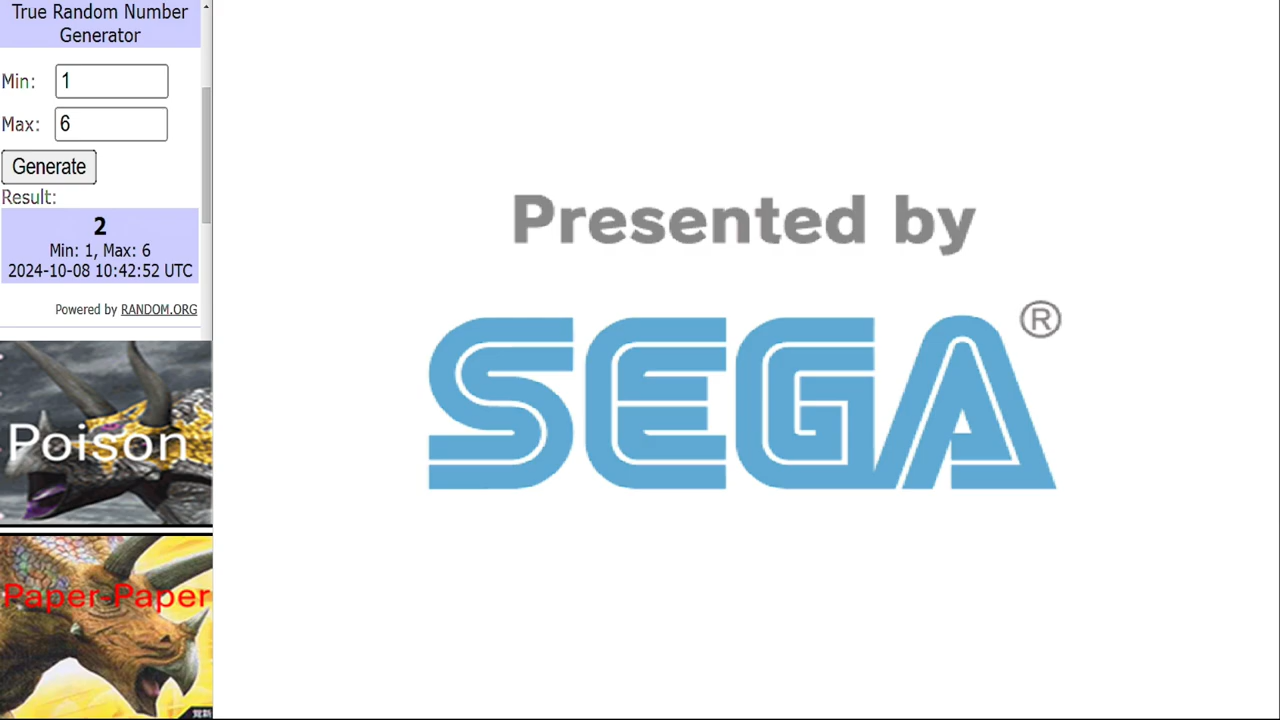 True Random Number
Generator
Min: 1
Max: 6
Generate
Result:
2
Min: 1, Max: 6
2024-10-08 10:42:52 UTC
Powered by RANDOM.ORG
Poison
Paper-Paper
Presented by
SEGA®